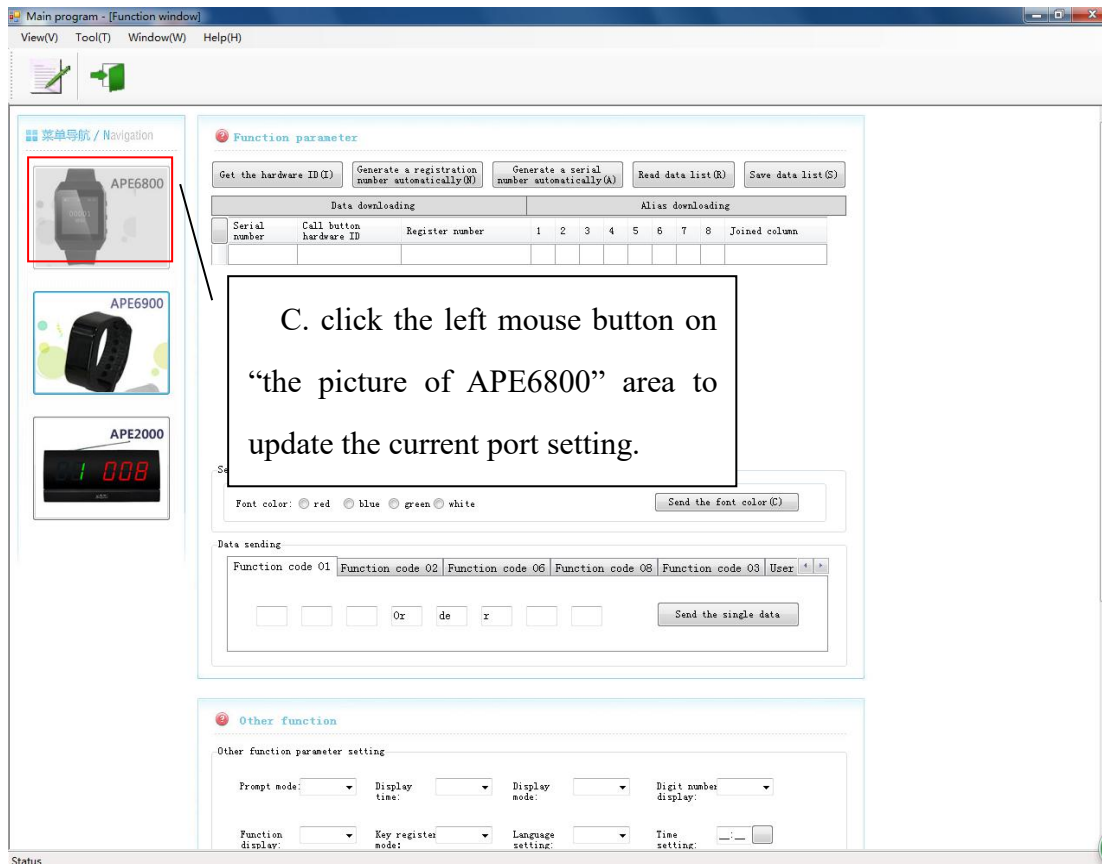 Main program - [Function window]
View(V) Tool(T) Window(W) Help(H)
菜单导航 / Navigation
APE6800
00001
APE6900
APE2000
1 008
Function parameter
Get the hardware ID(I)
Generate a registration
number automatically(N)
Generate a serial
number automatically(A)
Read data list(R)
Save data list(S)
Data downloading
Alias downloading
Serial
number
Call button
hardware ID
Register number
1 2 3 4 5 6 7 8 Joined column
C. click the left mouse button on
“the picture of APE6800” area to
update the current port setting.
Se
Font color: red blue green white
Send the font color(C)
Data sending
Function code 01 Function code 02 Function code 06 Function code 08 Function code 03 User
Or de r
Send the single data
Other function
Other function parameter setting
Prompt mode:
Display
time:
Display
mode:
Digit number
display:
Function
display:
Key register
mode:
Language
setting:
Time
setting:
__:__
Status